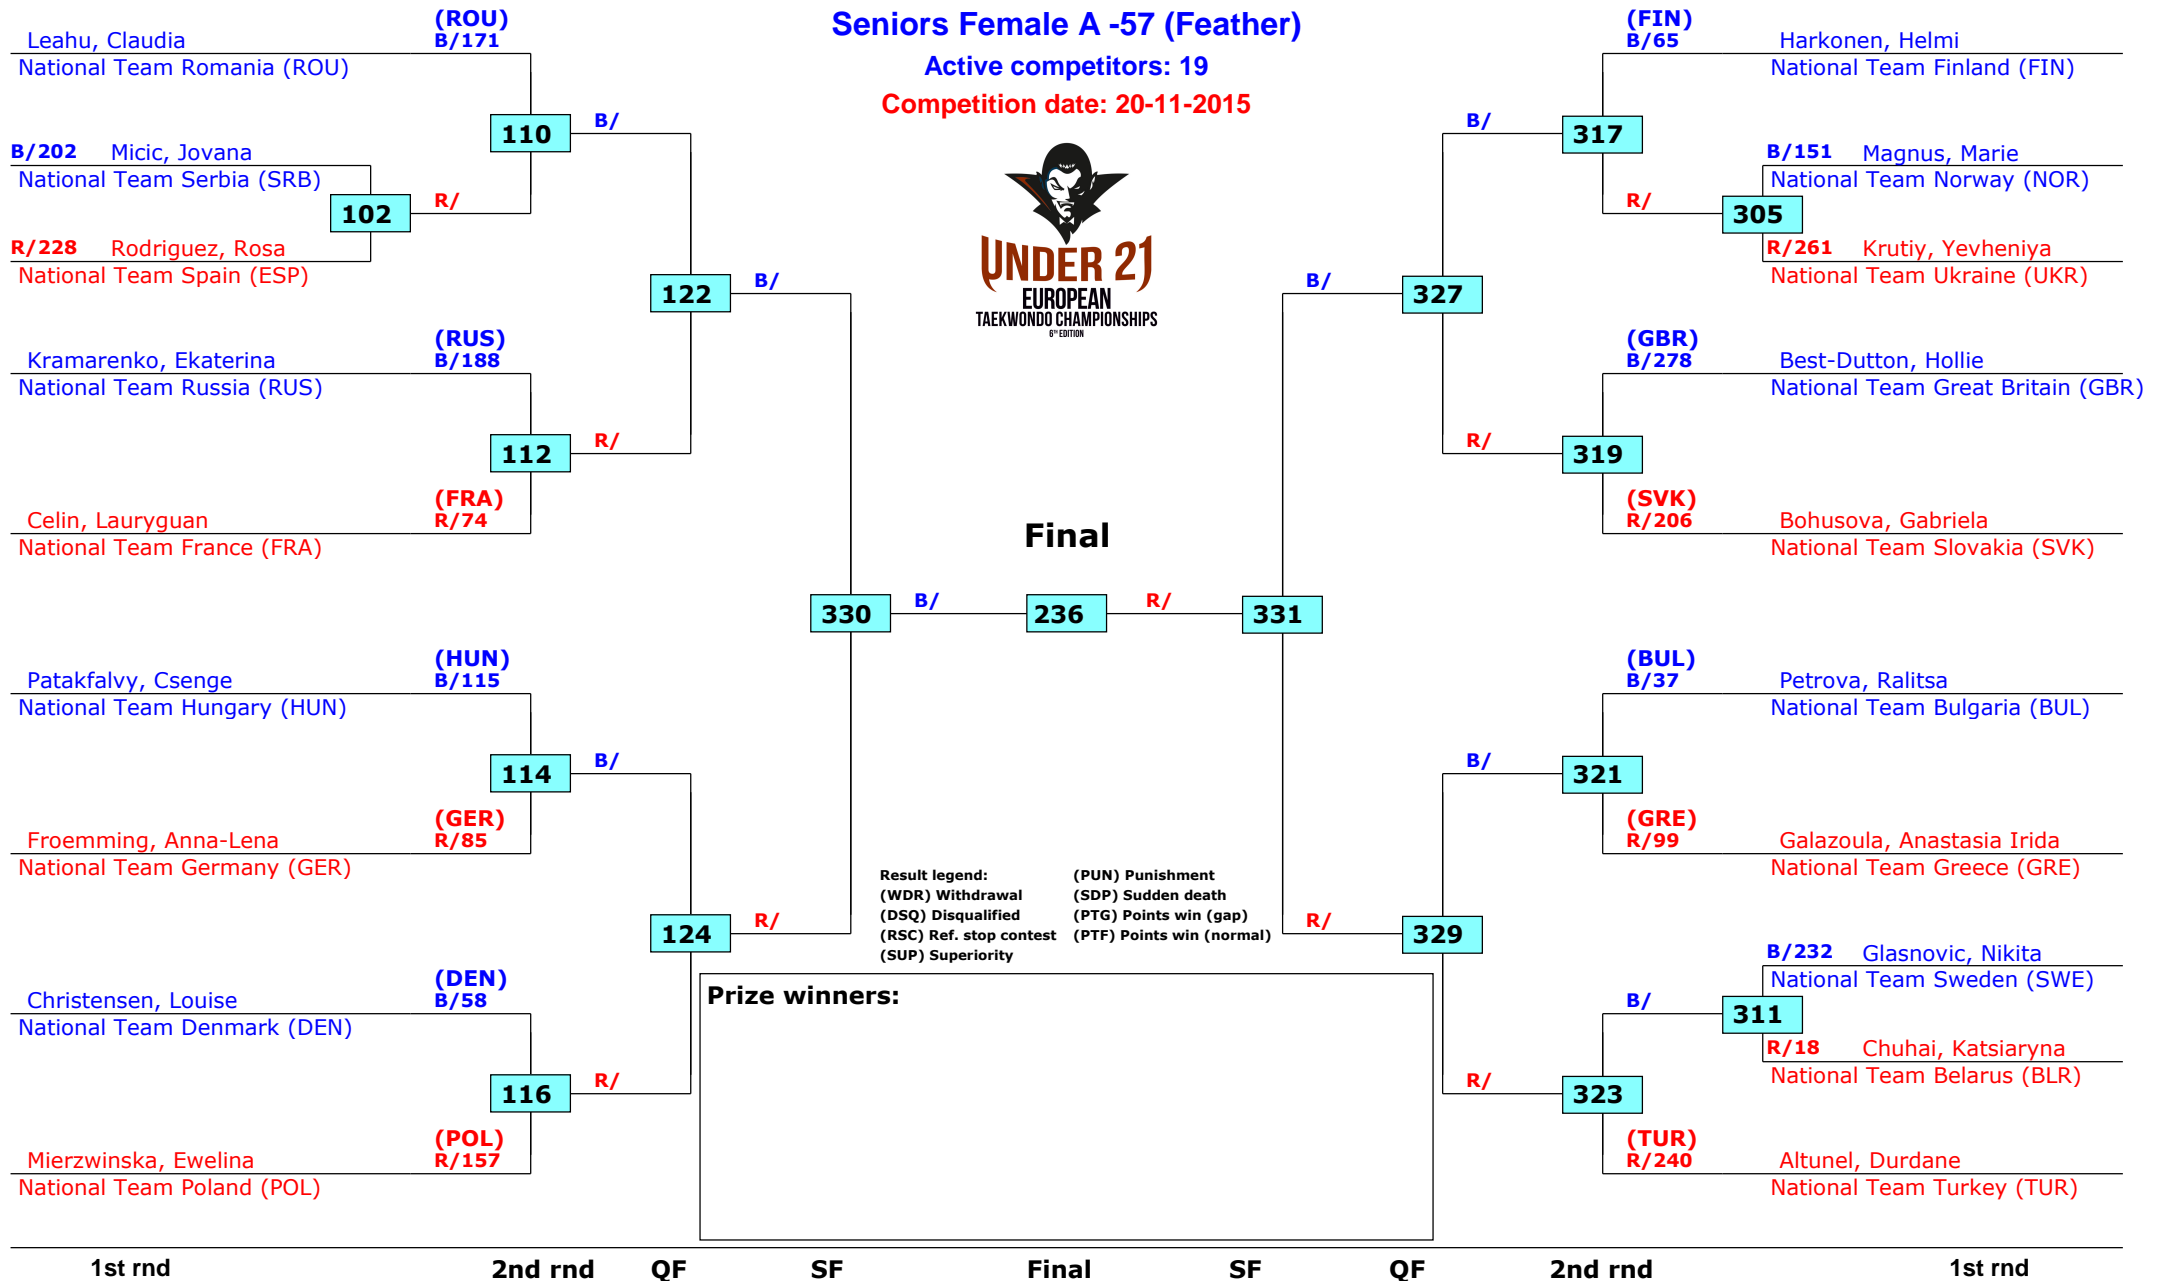 Seniors Female A -57 (Feather)
Active competitors: 19
Competition date: 20-11-2015
UNDER 21
EUROPEAN
TAEKWONDO CHAMPIONSHIPS
6TH EDITION
(ROU)
Leahu, Claudia B/171
National Team Romania (ROU)
110
B/
B/202 Micic, Jovana
National Team Serbia (SRB)
102
R/
R/228 Rodriguez, Rosa
National Team Spain (ESP)
122
B/
(RUS)
Kramarenko, Ekaterina B/188
National Team Russia (RUS)
112
R/
(FRA)
Celin, Lauryguan R/74
National Team France (FRA)
330
B/
(HUN)
Patakfalvy, Csenge B/115
National Team Hungary (HUN)
114
B/
(GER)
Froemming, Anna-Lena R/85
National Team Germany (GER)
124
R/
(DEN)
Christensen, Louise B/58
National Team Denmark (DEN)
116
R/
(POL)
Mierzwinska, Ewelina R/157
National Team Poland (POL)
Final
236
(FIN)
B/65 Harkonen, Helmi
National Team Finland (FIN)
B/
317
B/151 Magnus, Marie
National Team Norway (NOR)
R/
305
R/261 Krutiy, Yevheniya
National Team Ukraine (UKR)
B/
327
(GBR)
B/278 Best-Dutton, Hollie
National Team Great Britain (GBR)
R/
319
(SVK)
R/206 Bohusova, Gabriela
National Team Slovakia (SVK)
R/
331
(BUL)
B/37 Petrova, Ralitsa
National Team Bulgaria (BUL)
B/
321
(GRE)
R/99 Galazoula, Anastasia Irida
National Team Greece (GRE)
R/
329
B/232 Glasnovic, Nikita
National Team Sweden (SWE)
B/
311
R/18 Chuhai, Katsiaryna
National Team Belarus (BLR)
R/
323
(TUR)
R/240 Altunel, Durdane
National Team Turkey (TUR)
Result legend: (PUN) Punishment
(WDR) Withdrawal (SDP) Sudden death
(DSQ) Disqualified (PTG) Points win (gap)
(RSC) Ref. stop contest (PTF) Points win (normal)
(SUP) Superiority
Prize winners:
1st rnd 2nd rnd QF SF Final SF QF 2nd rnd 1st rnd